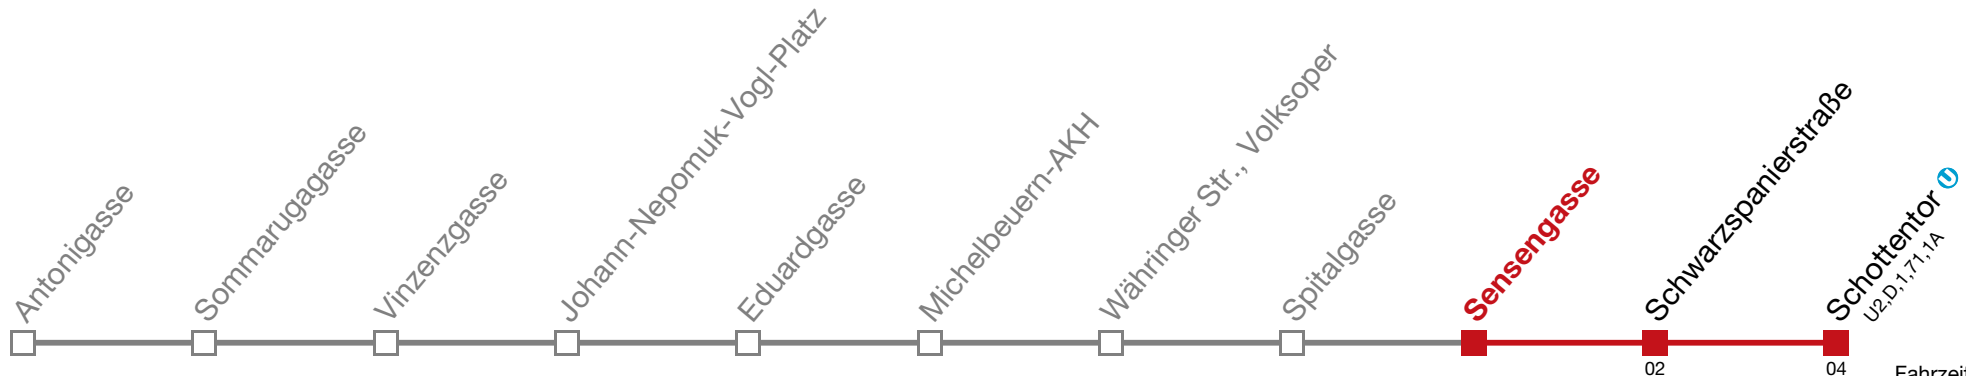 Antonigasse
Sommarugagasse
Vinzenzgasse
Johann-Nepomuk-Vogl-Platz
Eduardgasse
Michelbeuern-AKH
Währinger Str., Volksoper
Spitalgasse
Sensengasse
Schwarzspanierstraße
Schottentor U
U2,D,1,71,1A
02
04
Fahrzeit